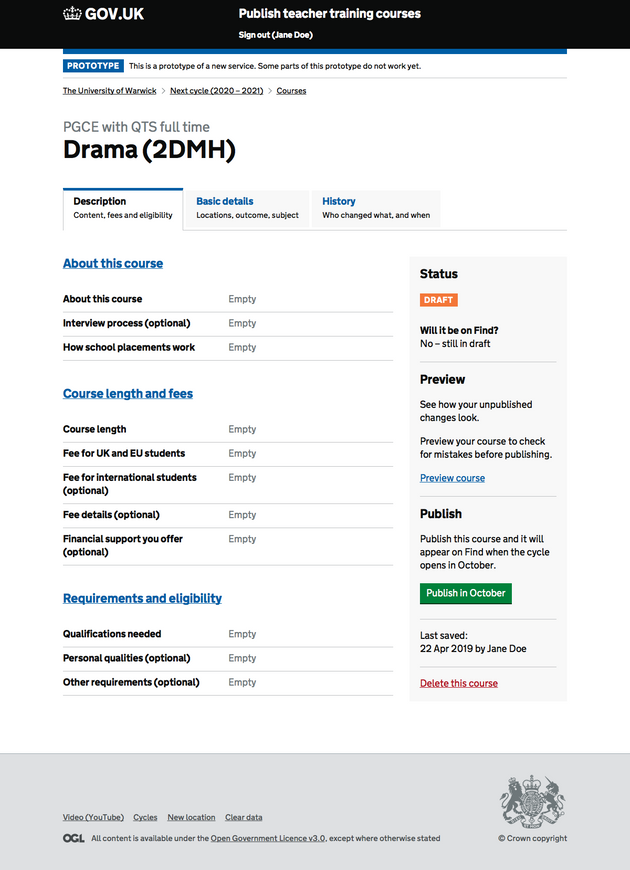 GOV.UK
Publish teacher training courses
Sign out (Jane Doe)
PROTOTYPE This is a prototype of a new service. Some parts of this prototype do not work yet.
The University of Warwick > Next cycle (2020 – 2021) > Courses
PGCE with QTS full time
Drama (2DMH)
Description
Content, fees and eligibility
Basic details
Locations, outcome, subject
History
Who changed what, and when
About this course
About this course Empty
Interview process (optional) Empty
How school placements work Empty
Course length and fees
Course length Empty
Fee for UK and EU students Empty
Fee for international students Empty
(optional)
Fee details (optional) Empty
Financial support you offer Empty
(optional)
Requirements and eligibility
Qualifications needed Empty
Personal qualities (optional) Empty
Other requirements (optional) Empty
Status
DRAFT
Will it be on Find?
No – still in draft
Preview
See how your unpublished
changes look.
Preview your course to check
for mistakes before publishing.
Preview course
Publish
Publish this course and it will
appear on Find when the cycle
opens in October.
Publish in October
Last saved:
22 Apr 2019 by Jane Doe
Delete this course
Video (YouTube) Cycles New location Clear data
OGL All content is available under the Open Government Licence v3.0, except where otherwise stated
© Crown copyright